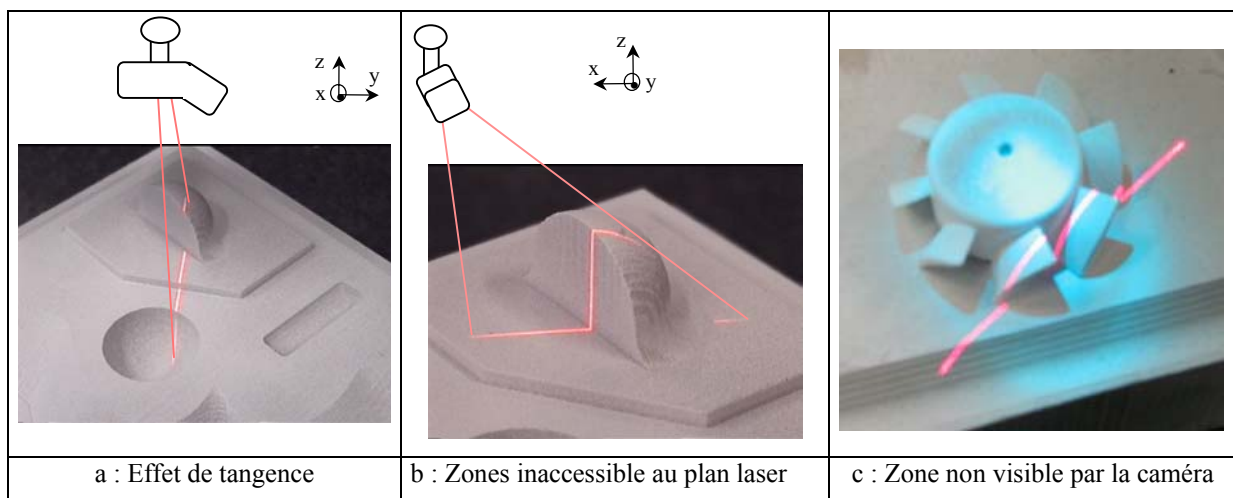 z
y
x
z
x
y
a : Effet de tangence
b : Zones inaccessible au plan laser
c : Zone non visible par la caméra